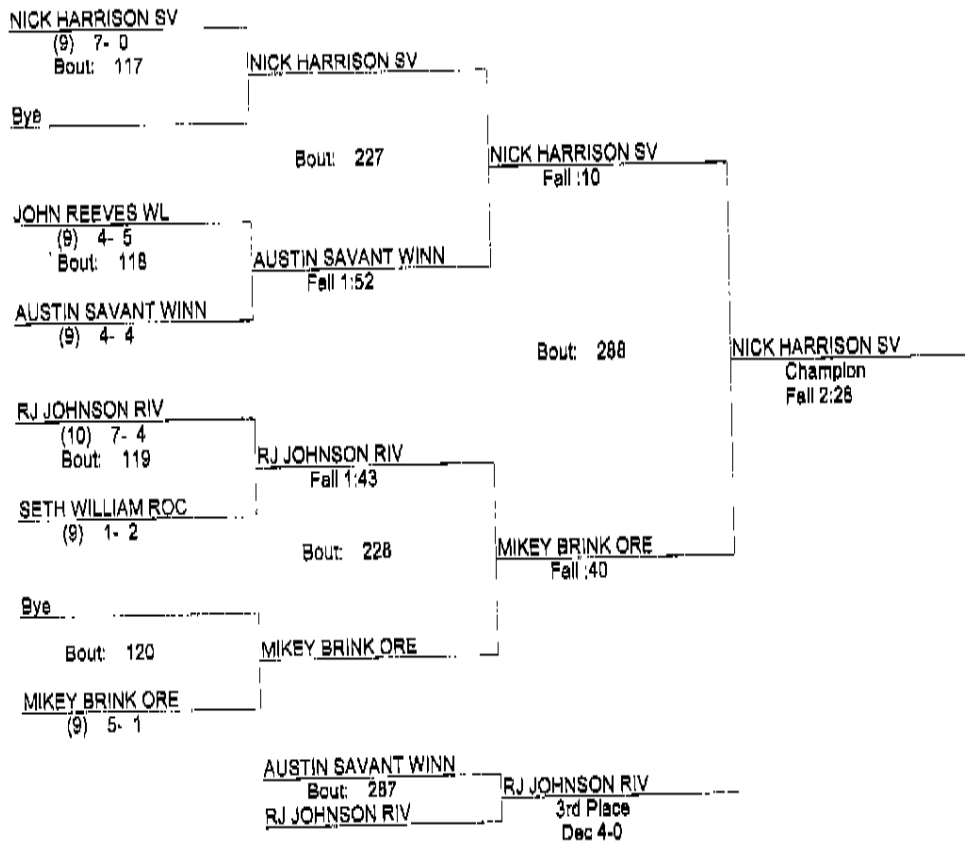 NICK HARRISON SV
(9) 7- 0
Bout: 117
NICK HARRISON SV
Bye
Bout: 227
NICK HARRISON SV
Fall :10
JOHN REEVES WL
(9) 4- 5
Bout: 118
AUSTIN SAVANT WINN
Fall 1:52
AUSTIN SAVANT WINN
(9) 4- 4
Bout: 288
NICK HARRISON SV
Champion
Fall 2:28
RJ JOHNSON RIV
(10) 7- 4
Bout: 119
RJ JOHNSON RIV
Fall 1:43
SETH WILLIAM ROC
(9) 1- 2
Bout: 228
MIKEY BRINK ORE
Fall :40
Bye
Bout: 120
MIKEY BRINK ORE
MIKEY BRINK ORE
(9) 5- 1
AUSTIN SAVANT WINN
Bout: 287
RJ JOHNSON RIV
RJ JOHNSON RIV
3rd Place
Dec 4-0